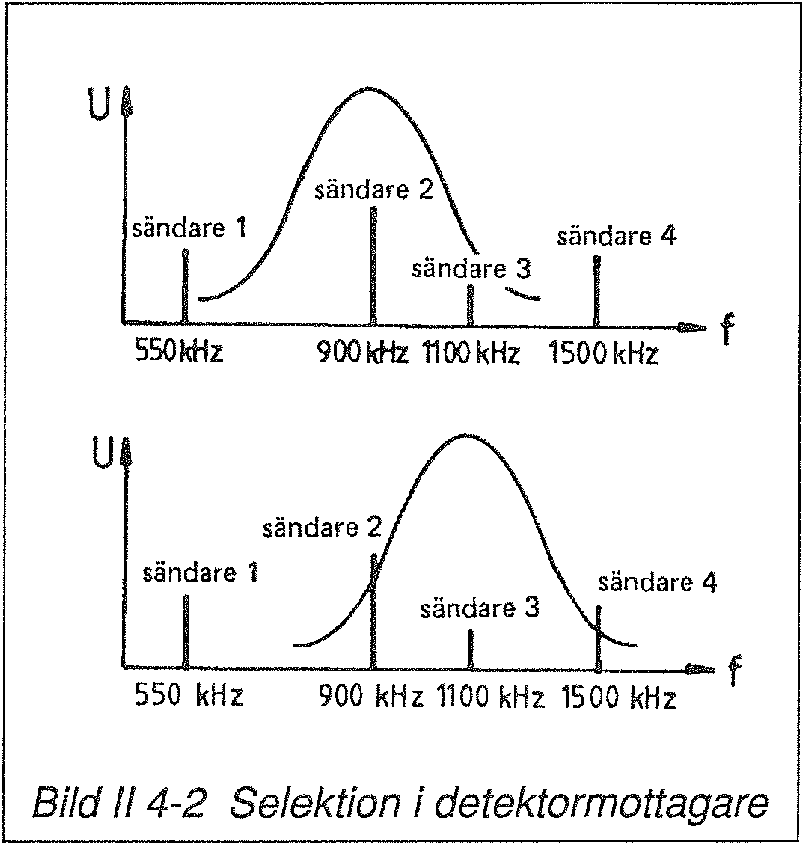 U
sändare 2
sändare 1
sändare 4
sändare 3
f
550 kHz 900 kHz 1100 kHz 1500 kHz
U
sändare 2
sändare 1
sändare 4
sändare 3
f
550 kHz 900 kHz 1100 kHz 1500 kHz
Bild II 4-2 Selektion i detektormottagare